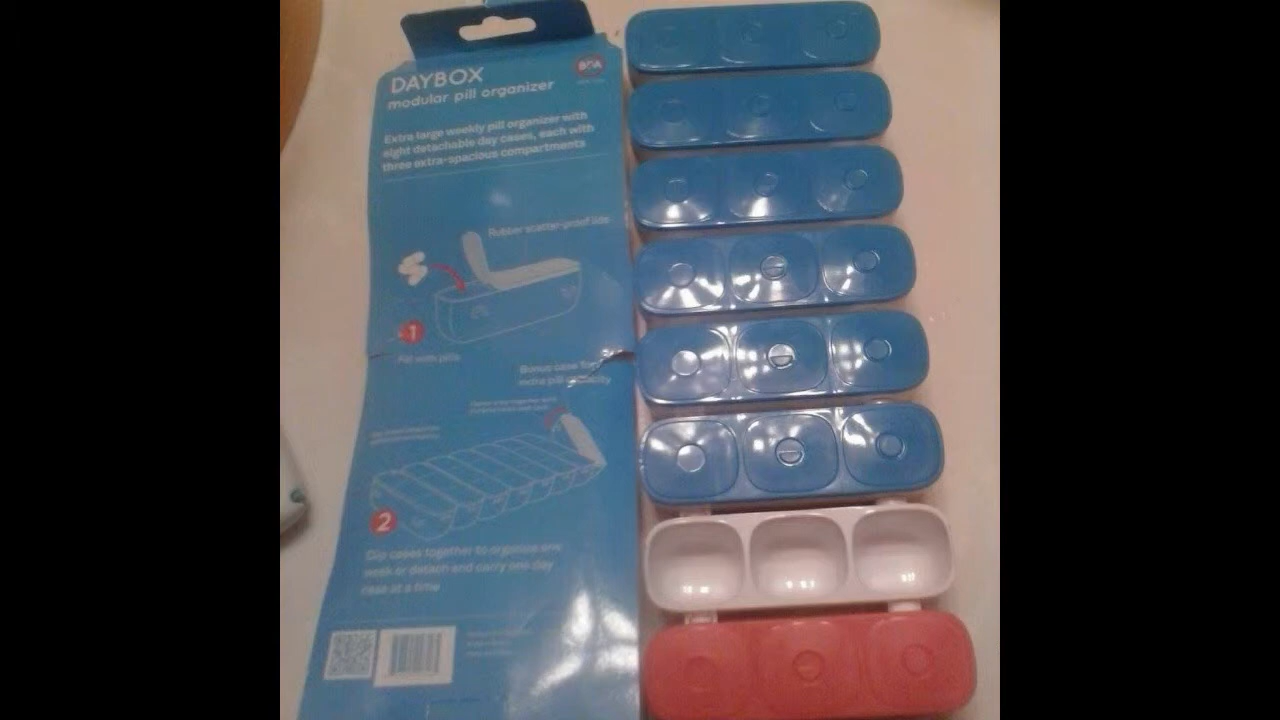 DAYBOX
modular pill organizer
Extra large weekly pill organizer with
eight detachable day cases, each with
three extra-spacious compartments
Rubber scatter-proof lids
1
Fill with pills
Bonus case for
extra pill capacity
2
Clip cases together to organize one
week or detach and carry one day
case at a time